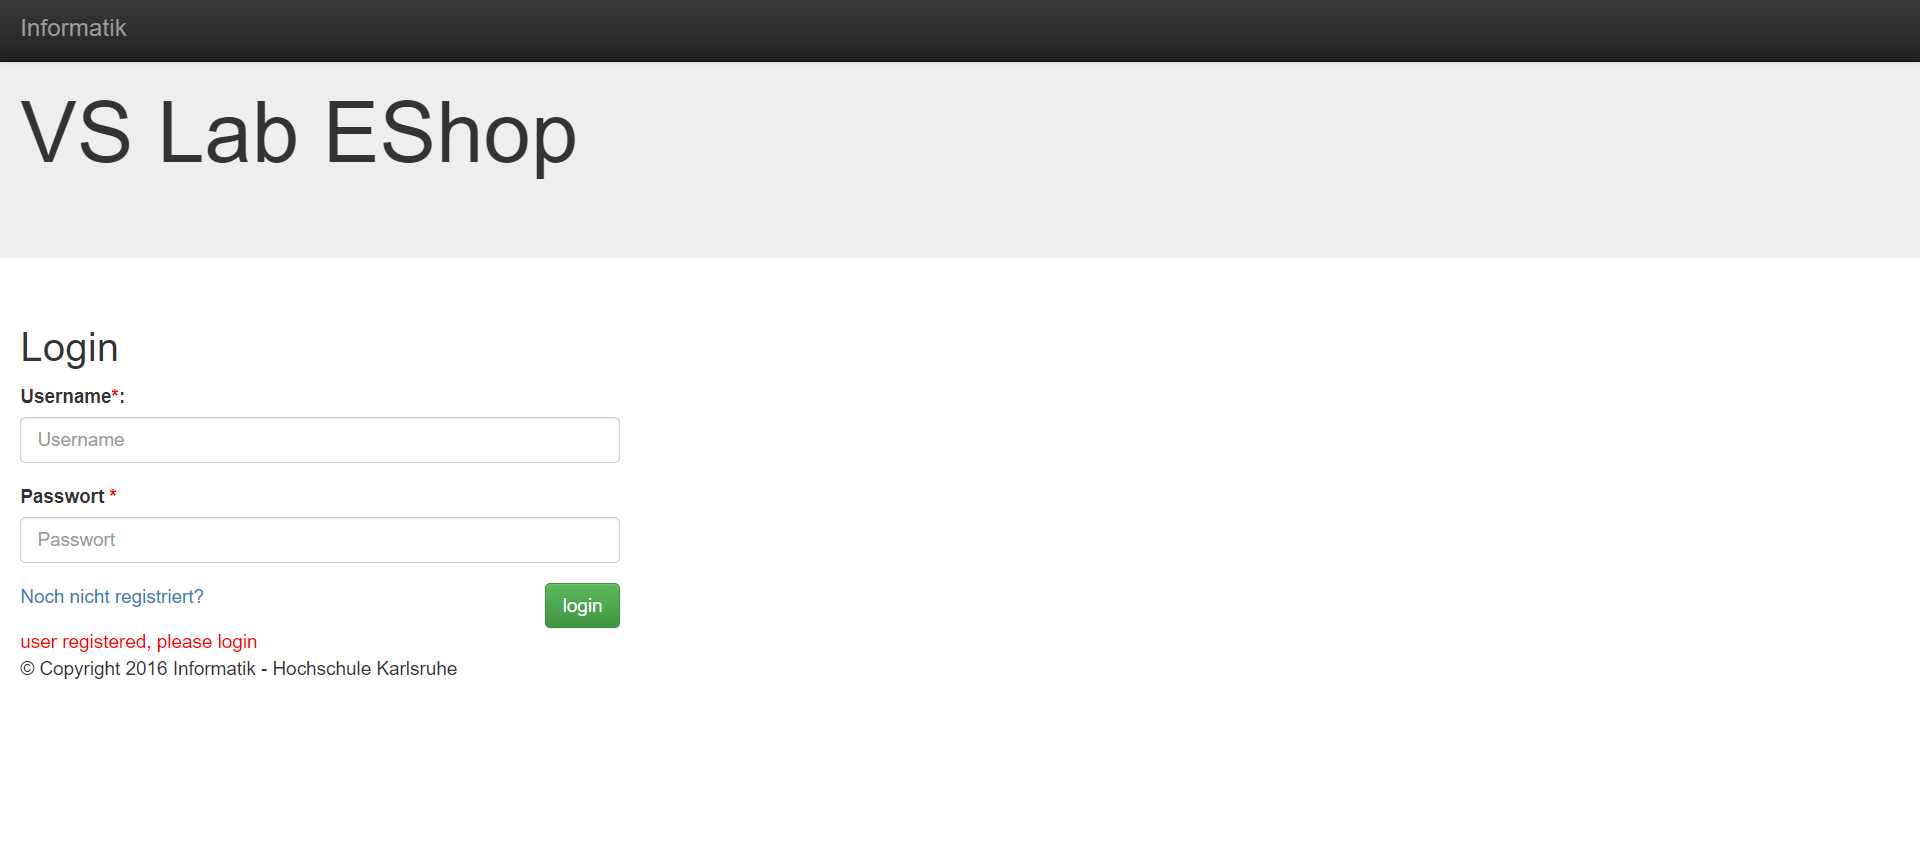 Informatik
VS Lab EShop
Login
Username*:
Username
Passwort *
Passwort
Noch nicht registriert?
login
user registered, please login
© Copyright 2016 Informatik - Hochschule Karlsruhe